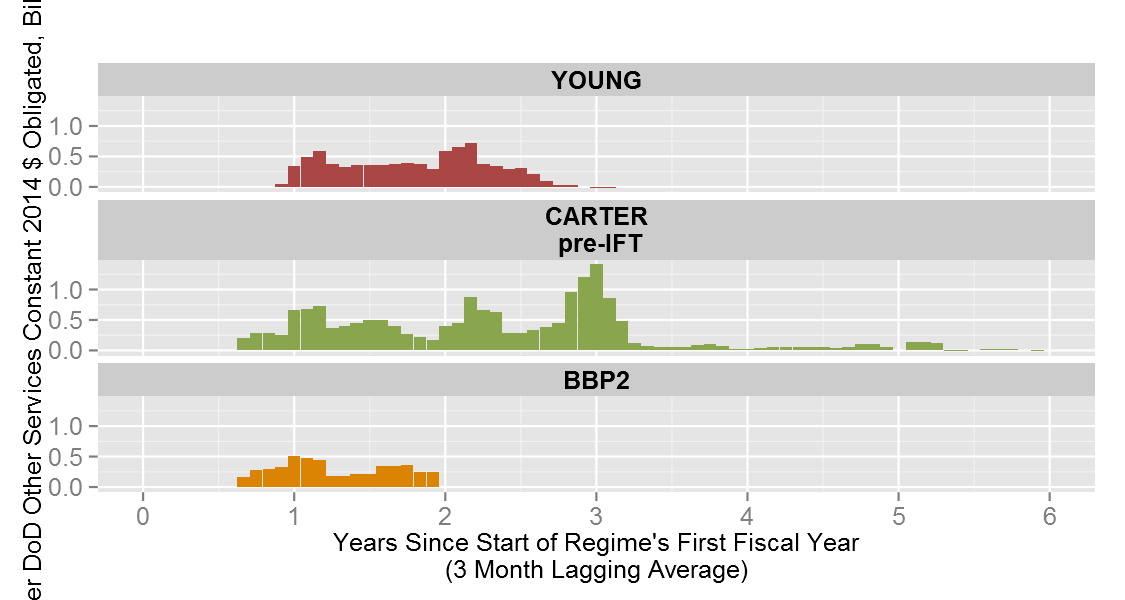 er DoD Other Services Constant 2014 $ Obligated,
YOUNG
1.0
0.5
0.0
CARTER
pre-IFT
1.0
0.5
0.0
BBP2
1.0
0.5
0.0
0 1 2 3 4 5 6
Years Since Start of Regime's First Fiscal Year
(3 Month Lagging Average)